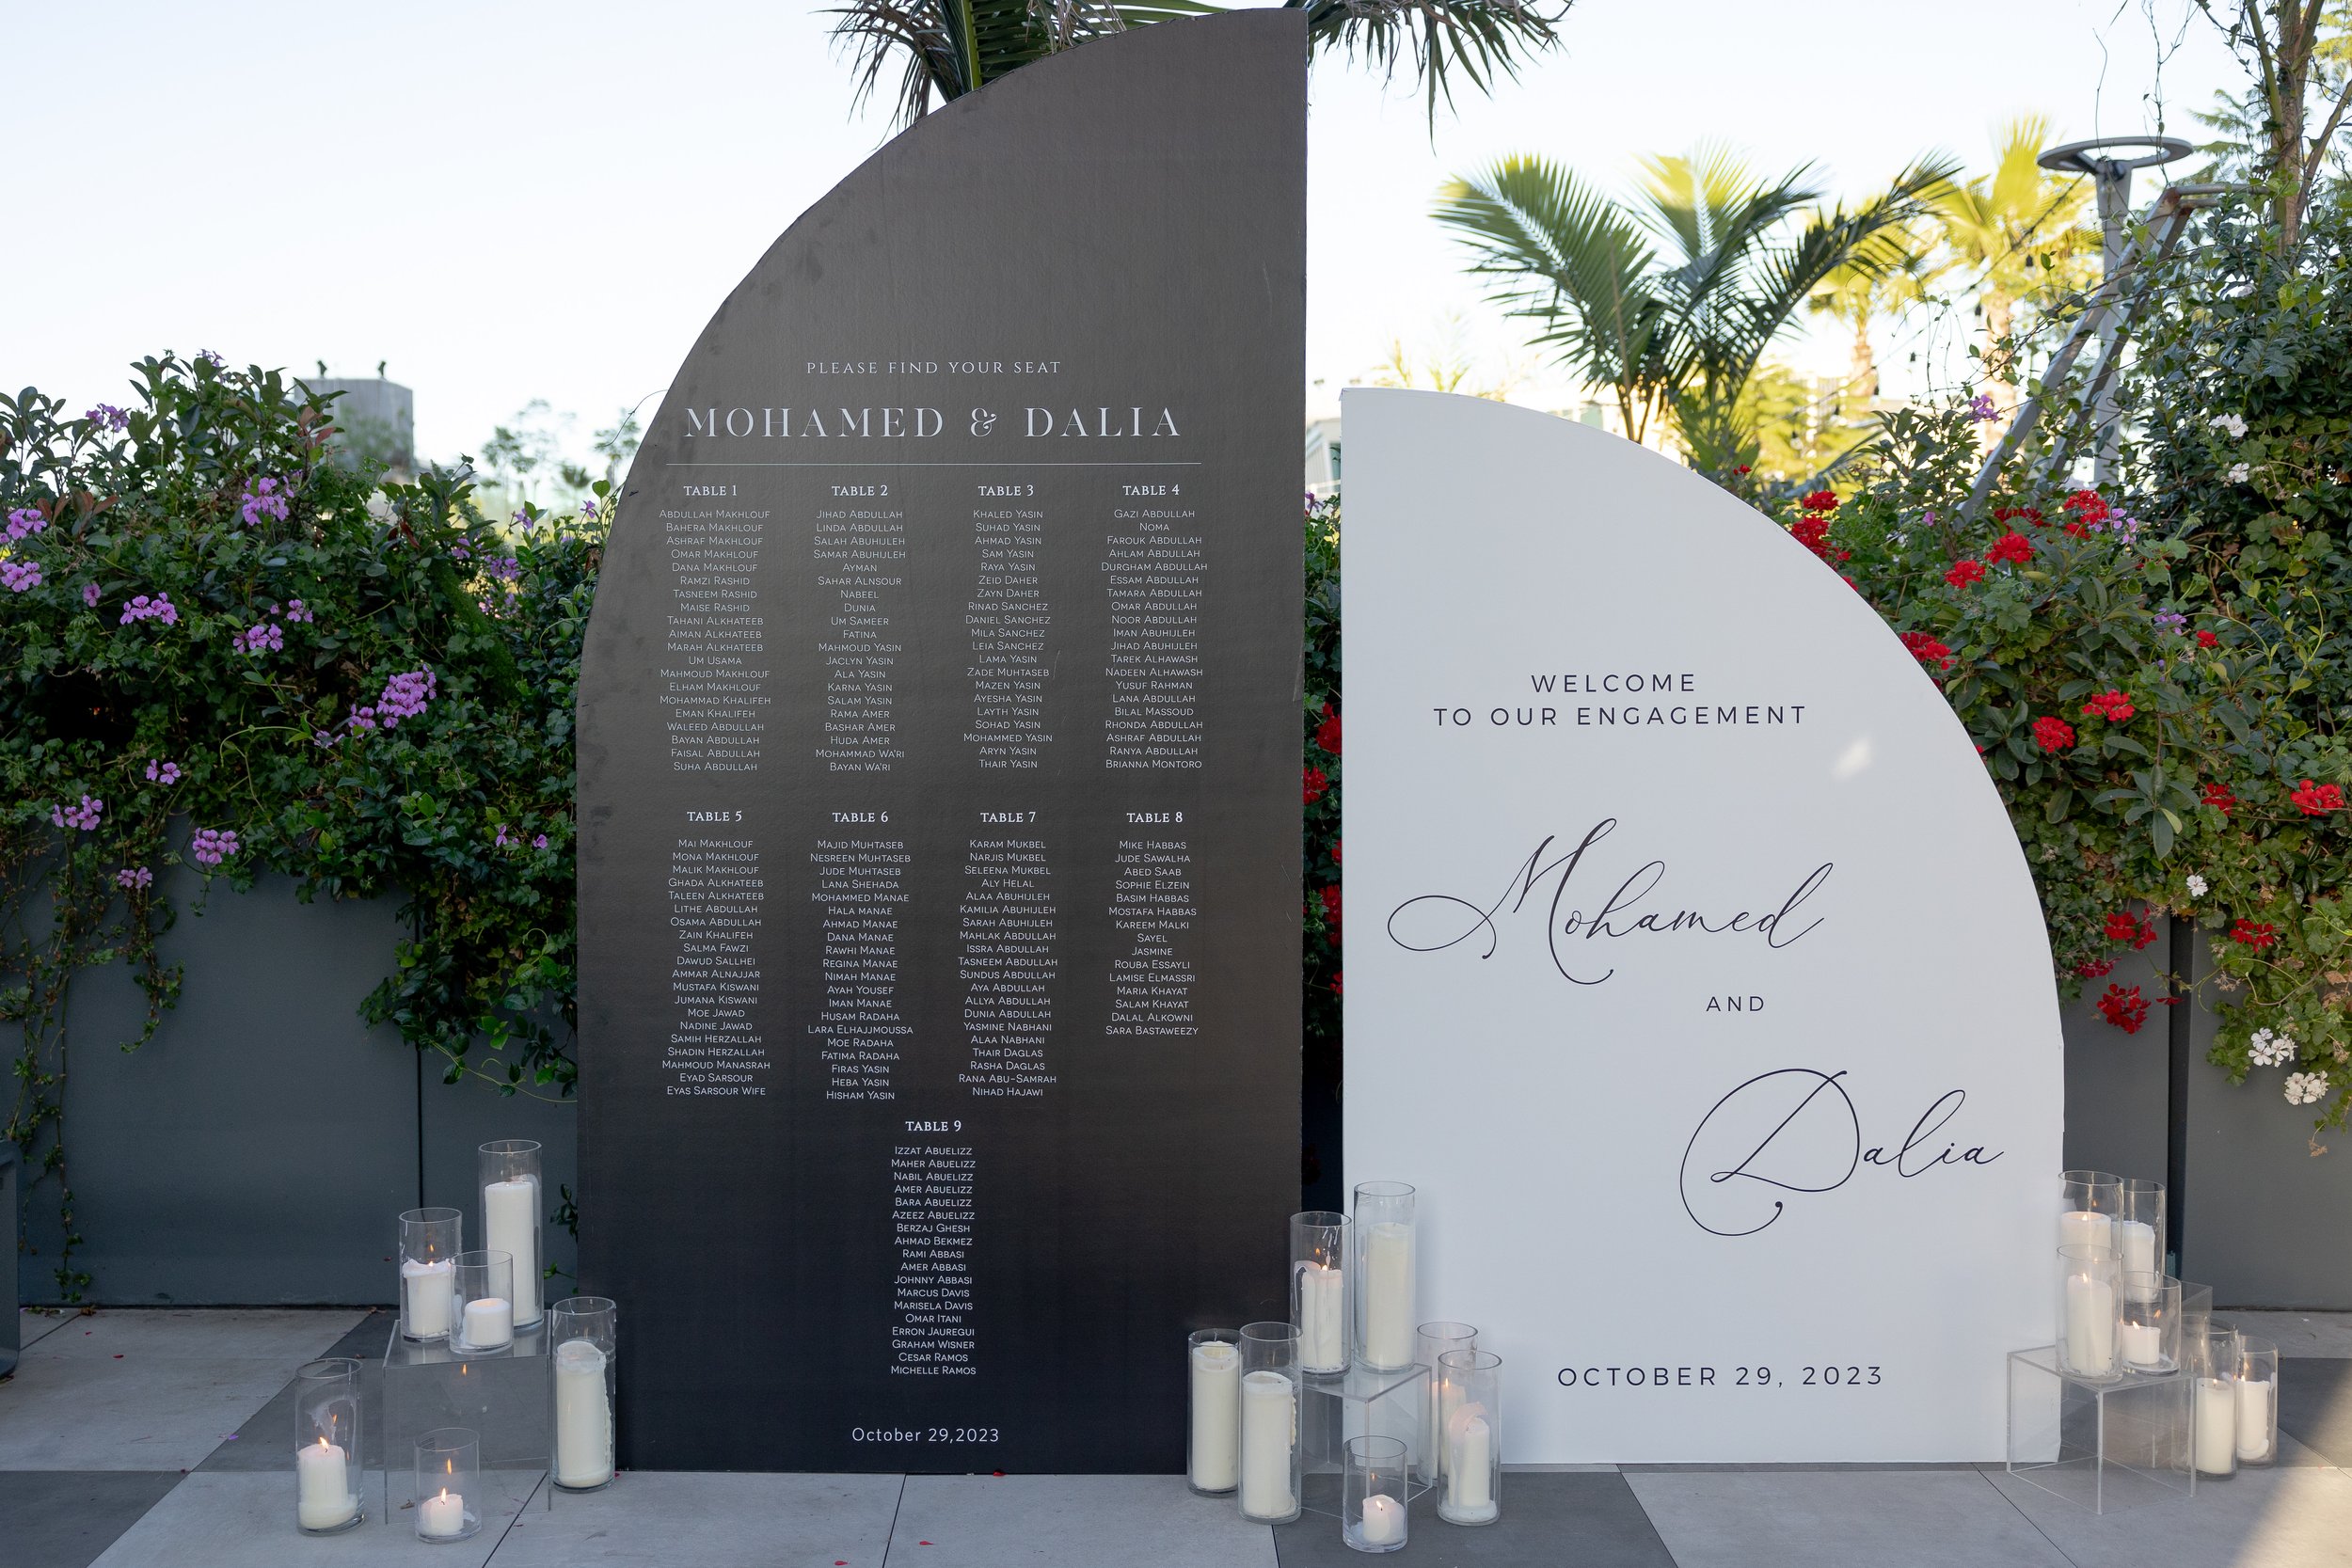 PLEASE FIND YOUR SEAT
MOHAMED & DALIA
TABLE 1
ABDULLAH MAKHLOUF
BAHERA MAKHLOUF
ASHRAF MAKHLOUF
OMAR MAKHLOUF
DANA MAKHLOUF
RAMZI RASHID
TASNEEM RASHID
MAISE RASHID
TAHANI ALKHATEEB
AIMAN ALKHATEEB
MARAH ALKHATEEB
UM USAMA
MAHMOUD MAKHLOUF
ELHAM MAKHLOUF
MOHAMMAD KHALIFEH
EMAN KHALIFEH
WALEED ABDULLAH
BAYAN ABDULLAH
FAISAL ABDULLAH
SUHA ABDULLAH
TABLE 2
JIHAD ABDULLAH
LINDA ABDULLAH
SALAH ABUHIJLEH
SAMAR ABUHIJLEH
AYMAN
SAHAR ALNSOUR
NABEEL
DUNIA
UM SAMEER
FATINA
MAHMOUD YASIN
JACLYN YASIN
ALA YASIN
KARNA YASIN
SALAM YASIN
RAMA AMER
BASHAR AMER
HUDA AMER
MOHAMMAD WA'RI
BAYAN WA'RI
TABLE 3
KHALED YASIN
SUHAD YASIN
AHMAD YASIN
SAM YASIN
RAYA YASIN
ZEID DAHER
ZAYN DAHER
RINAD SANCHEZ
DANIEL SANCHEZ
MILA SANCHEZ
LEIA SANCHEZ
LAMA YASIN
ZADE MUHTASEB
MAZEN YASIN
AYESHA YASIN
LAYTH YASIN
SOHAD YASIN
MOHAMMED YASIN
ARYN YASIN
THAIR YASIN
TABLE 4
GAZI ABDULLAH
NOMA
FAROUK ABDULLAH
AHLAM ABDULLAH
DURGHAM ABDULLAH
ESSAM ABDULLAH
TAMARA ABDULLAH
OMAR ABDULLAH
NOOR ABDULLAH
IMAN ABUHIJLEH
JIHAD ABUHIJLEH
TAREK ALHAWASH
NADEEN ALHAWASH
YUSUF RAHMAN
LANA ABDULLAH
BILAL MASSOUD
RHONDA ABDULLAH
ASHRAF ABDULLAH
RANYA ABDULLAH
BRIANNA MONTORO
TABLE 5
MAI MAKHLOUF
MONA MAKHLOUF
MALIK MAKHLOUF
GHADA ALKHATEEB
TALEEN ALKHATEEB
LITHE ABDULLAH
OSAMA ABDULLAH
ZAIN KHALIFEH
SALMA FAWZI
DAWUD SALLHEI
AMMAR ALNAJJAR
MUSTAFA KISWANI
JUMANA KISWANI
MOE JAWAD
NADINE JAWAD
SAMIH HERZALLAH
SHADIN HERZALLAH
MAHMOUD MANASRAH
EYAD SARSOUR
EYAS SARSOUR WIFE
TABLE 6
MAJID MUHTASEB
NESREEN MUHTASEB
JUDE MUHTASEB
LANA SHEHADA
MOHAMMED MANAE
HALA MANAE
AHMAD MANAE
DANA MANAE
RAWHI MANAE
REGINA MANAE
NIMAH MANAE
AYAH YOUSEF
IMAN MANAE
HUSAM RADAHA
LARA ELHAJJMOUSSA
MOE RADAHA
FATIMA RADAHA
FIRAS YASIN
HEBA YASIN
HISHAM YASIN
TABLE 7
KARAM MUKBEL
NARJIS MUKBEL
SELEENA MUKBEL
ALY HELAL
ALAA ABUHIJLEH
KAMILIA ABUHIJLEH
SARAH ABUHIJLEH
MAHLAK ABDULLAH
ISSRA ABDULLAH
TASNEEM ABDULLAH
SUNDUS ABDULLAH
AYA ABDULLAH
ALLYA ABDULLAH
DUNIA ABDULLAH
YASMINE NABHANI
ALAA NABHANI
THAIR DAGLAS
RASHA DAGLAS
RANA ABU-SAMRAH
NIHAD HAJAWI
TABLE 8
MIKE HABBAS
JUDE SAWALHA
ABED SAAB
SOPHIE ELZEIN
BASIM HABBAS
MOSTAFA HABBAS
KAREEM MALKI
SAYEL
JASMINE
ROUBA ESSAYLI
LAMISE ELMASSRI
MARIA KHAYAT
SALAM KHAYAT
DALAL ALKOWNI
SARA BASTAWEEZY
TABLE 9
IZZAT ABUELIZZ
MAHER ABUELIZZ
NABIL ABUELIZZ
AMER ABUELIZZ
BARA ABUELIZZ
AZEEZ ABUELIZZ
BERZAJ GHESH
AHMAD BEKMEZ
RAMI ABBASI
AMER ABBASI
JOHNNY ABBASI
MARCUS DAVIS
MARISELA DAVIS
OMAR ITANI
ERRON JAUREGUI
GRAHAM WISNER
CESAR RAMOS
MICHELLE RAMOS
October 29,2023
WELCOME
TO OUR ENGAGEMENT
Mohamed
AND
Dalia
OCTOBER 29, 2023